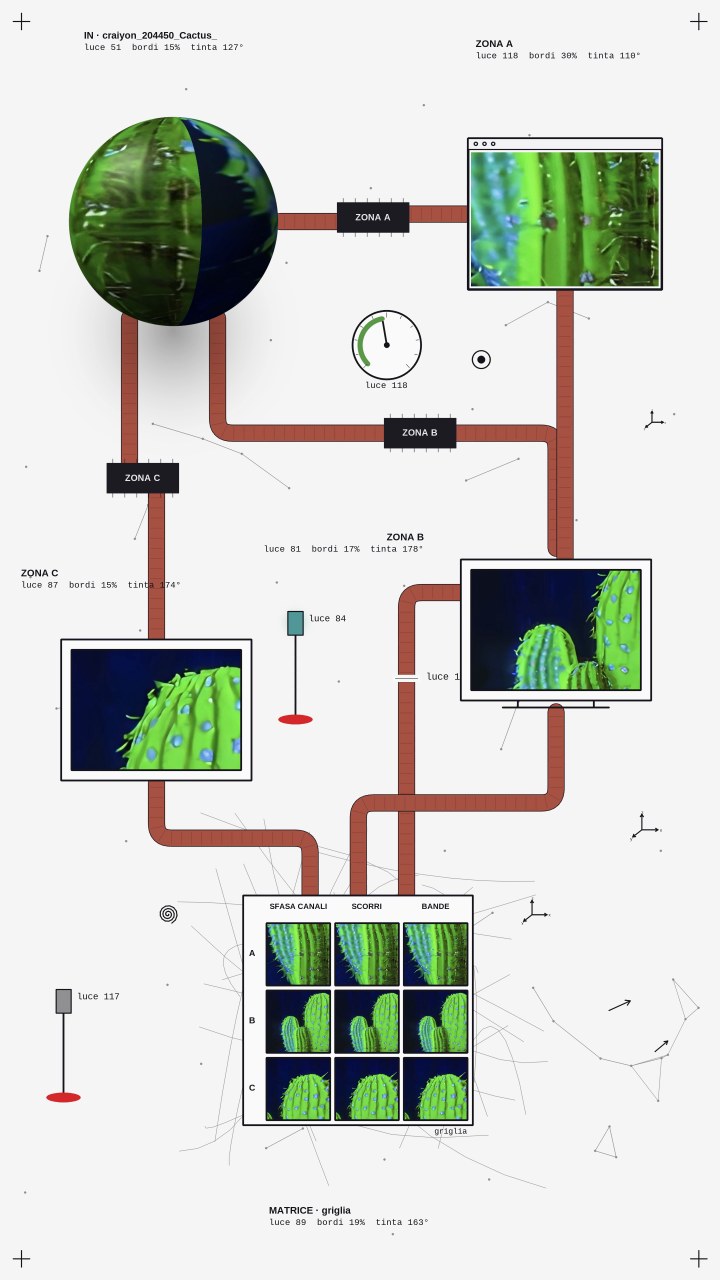 IN · craiyon_204450_Cactus_
luce 51  bordi 15%  tinta 127°
ZONA A
luce 118  bordi 30%  tinta 110°
ZONA A
luce 118
ZONA B
ZONA C
ZONA B
luce 81  bordi 17%  tinta 178°
ZONA C
luce 87  bordi 15%  tinta 174°
luce 84
luce 1
SFASA CANALI  SCORRI  BANDE
A
B
C
luce 117
griglia
MATRICE · griglia
luce 89  bordi 19%  tinta 163°